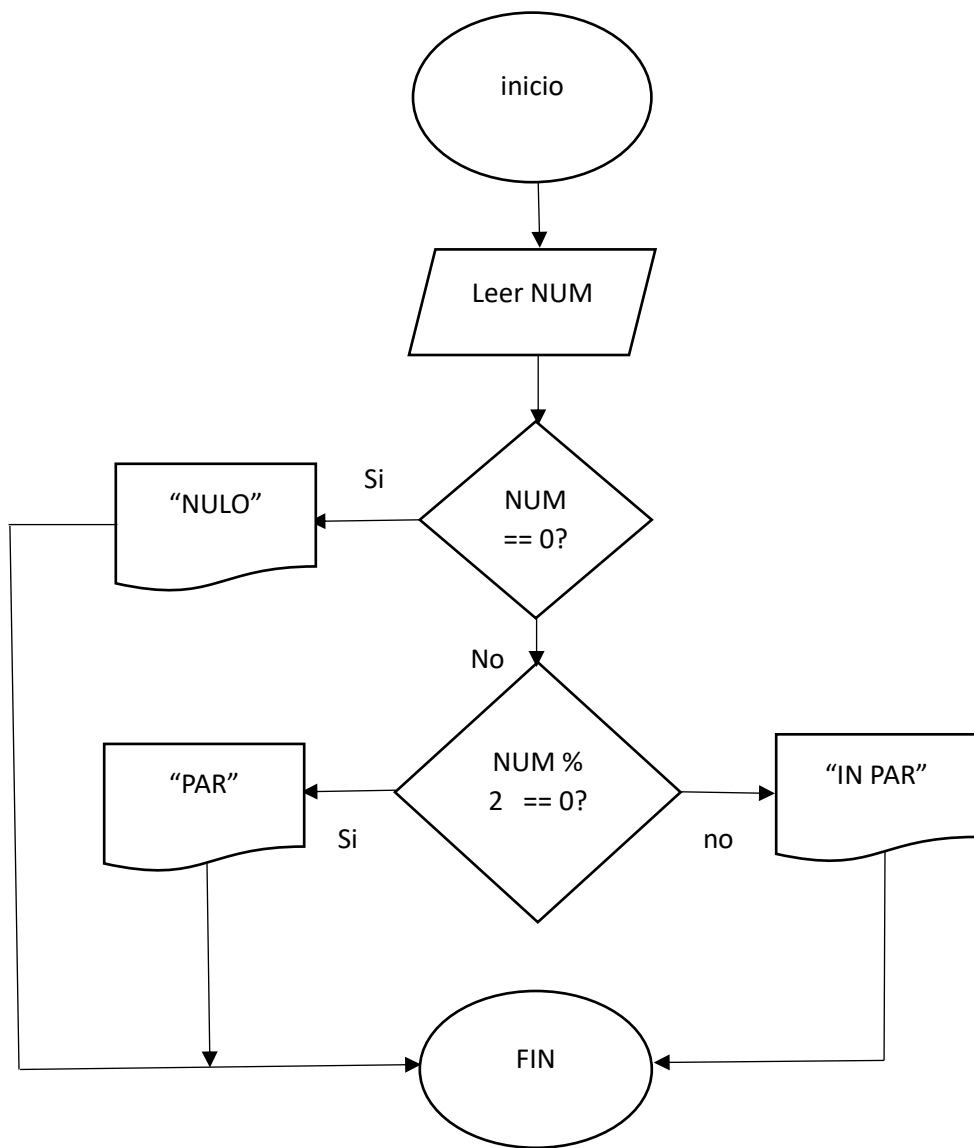 inicio
Leer NUM
Si
“NULO”
NUM
== 0?
No
“PAR”
NUM %
2 == 0?
“IN PAR”
Si
no
FIN